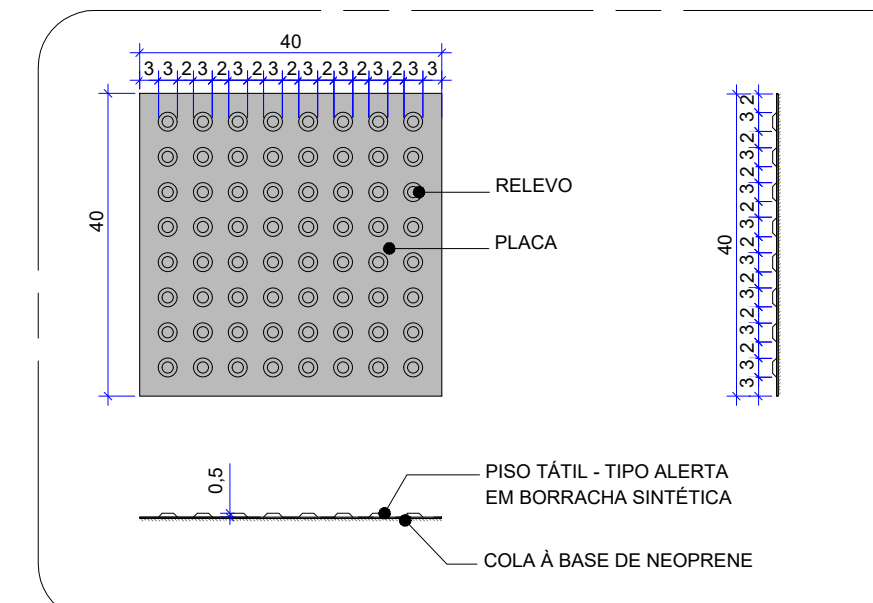 40
3 3 2 3 2 3 2 3 2 3 2 3 2 3 2 3 3
40
RELEVO
PLACA
40
3 3 2 3 2 3 2 3 2 3 2 3 2 3 2 3 2
0,5
PISO TÁTIL - TIPO ALERTA
EM BORRACHA SINTÉTICA
COLA À BASE DE NEOPRENE